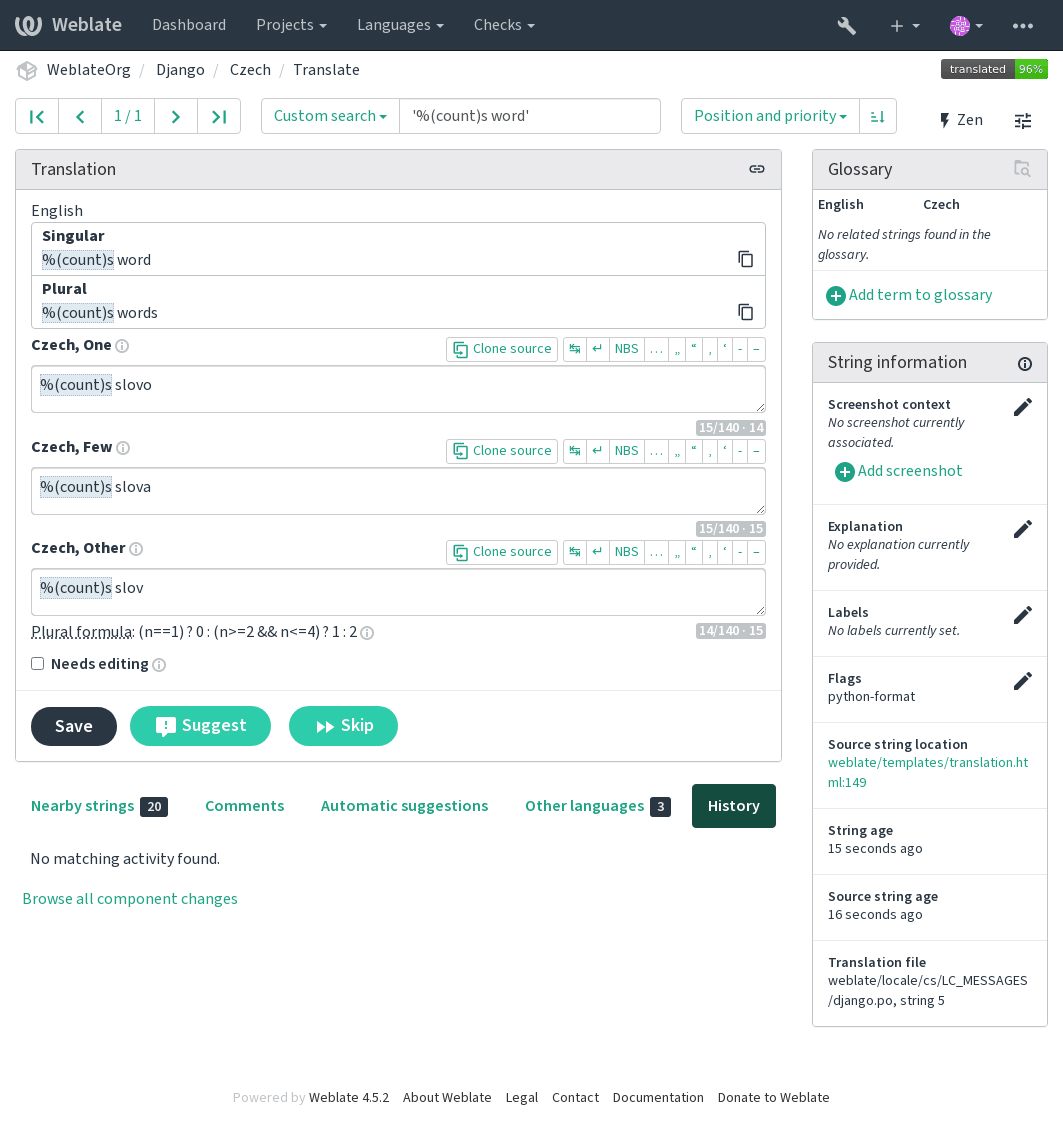 Weblate Dashboard Projects Languages Checks
WeblateOrg / Django / Czech / Translate
translated 96%
1 / 1
Custom search '%(count)s word'
Position and priority
Zen
Translation
English
Singular
%(count)s word
Plural
%(count)s words
Czech, One
Clone source ↹ ↵ NBS … „ “ ‚ ‘ - –
%(count)s slovo
15/140 · 14
Czech, Few
Clone source ↹ ↵ NBS … „ “ ‚ ‘ - –
%(count)s slova
15/140 · 15
Czech, Other
Clone source ↹ ↵ NBS … „ “ ‚ ‘ - –
%(count)s slov
Plural formula: (n==1) ? 0 : (n>=2 && n<=4) ? 1 : 2
14/140 · 15
Needs editing
Save Suggest Skip
Nearby strings 20 Comments Automatic suggestions Other languages 3 History
No matching activity found.
Browse all component changes
Glossary
English Czech
No related strings found in the
glossary.
Add term to glossary
String information
Screenshot context
No screenshot currently
associated.
Add screenshot
Explanation
No explanation currently
provided.
Labels
No labels currently set.
Flags
python-format
Source string location
weblate/templates/translation.ht
ml:149
String age
15 seconds ago
Source string age
16 seconds ago
Translation file
weblate/locale/cs/LC_MESSAGES
/django.po, string 5
Powered by Weblate 4.5.2 About Weblate Legal Contact Documentation Donate to Weblate